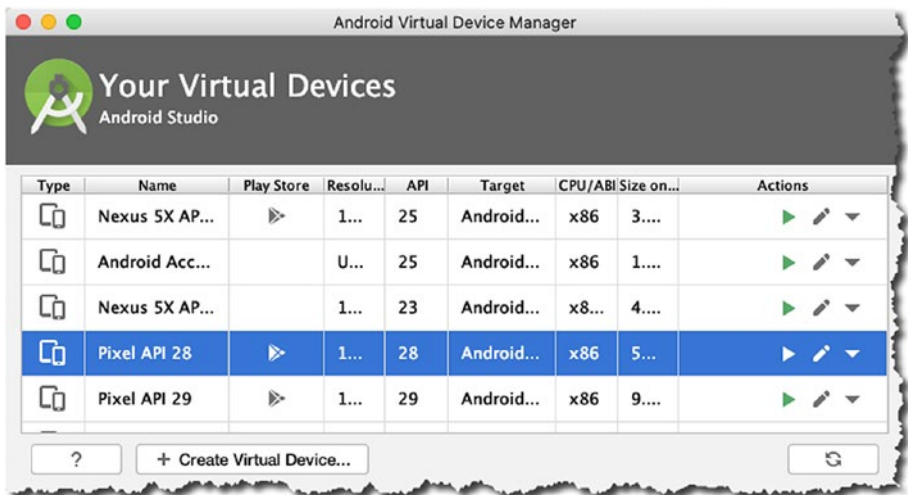 Android Virtual Device Manager
Your Virtual Devices
Android Studio
Type Name Play Store Resolu... API Target CPU/ABI Size on... Actions
Nexus 5X AP... 1... 25 Android... x86 3....
Android Acc... U... 25 Android... x86 1....
Nexus 5X AP... 1... 23 Android... x8... 4....
Pixel API 28 1... 28 Android... x86 5...
Pixel API 29 1... 29 Android... x86 9....
? + Create Virtual Device...